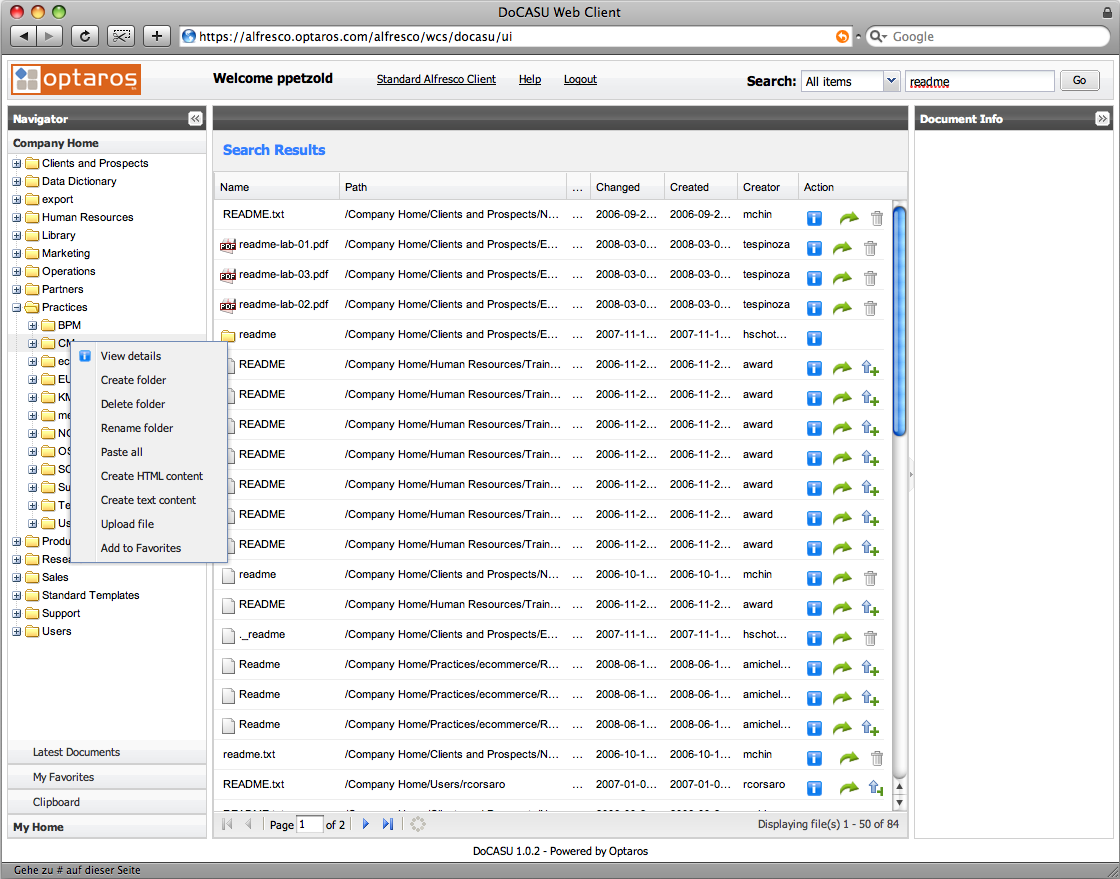 DoCASU Web Client
https://alfresco.optaros.com/alfresco/wcs/docasu/ui
Google
optaros
Welcome ppetzold
Standard Alfresco Client Help Logout
Search: All items readme Go
Navigator
Company Home
Clients and Prospects
Data Dictionary
export
Human Resources
Library
Marketing
Operations
Partners
Practices
BPM
View details
Create folder
Delete folder
Rename folder
Paste all
Create HTML content
Create text content
Upload file
Add to Favorites
Sales
Standard Templates
Support
Users
Latest Documents
My Favorites
Clipboard
My Home
Search Results
Name Path ... Changed Created Creator Action
README.txt /Company Home/Clients and Prospects/N... ... 2006-09-2... 2006-09-2... mchin
readme-lab-01.pdf /Company Home/Clients and Prospects/E... ... 2008-03-0... 2008-03-0... tespinoza
readme-lab-03.pdf /Company Home/Clients and Prospects/E... ... 2008-03-0... 2008-03-0... tespinoza
readme-lab-02.pdf /Company Home/Clients and Prospects/E... ... 2008-03-0... 2008-03-0... tespinoza
readme /Company Home/Clients and Prospects/E... ... 2007-11-1... 2007-11-1... hschot...
README /Company Home/Human Resources/Train... ... 2006-11-2... 2006-11-2... award
README /Company Home/Human Resources/Train... ... 2006-11-2... 2006-11-2... award
README /Company Home/Human Resources/Train... ... 2006-11-2... 2006-11-2... award
README /Company Home/Human Resources/Train... ... 2006-11-2... 2006-11-2... award
README /Company Home/Human Resources/Train... ... 2006-11-2... 2006-11-2... award
README /Company Home/Human Resources/Train... ... 2006-11-2... 2006-11-2... award
README /Company Home/Human Resources/Train... ... 2006-11-2... 2006-11-2... award
readme /Company Home/Clients and Prospects/N... ... 2006-10-1... 2006-10-1... mchin
README /Company Home/Human Resources/Train... ... 2006-11-2... 2006-11-2... award
._readme /Company Home/Clients and Prospects/E... ... 2007-11-1... 2007-11-1... hschot...
Readme /Company Home/Practices/ecommerce/R... ... 2008-06-1... 2008-06-1... amichel...
Readme /Company Home/Practices/ecommerce/R... ... 2008-06-1... 2008-06-1... amichel...
Readme /Company Home/Practices/ecommerce/R... ... 2008-06-1... 2008-06-1... amichel...
readme.txt /Company Home/Clients and Prospects/N... ... 2006-10-1... 2006-10-1... mchin
README.txt /Company Home/Users/rcorsaro ... 2007-01-0... 2007-01-0... rcorsaro
Page 1 of 2 Displaying file(s) 1 - 50 of 84
Document Info
DoCASU 1.0.2 - Powered by Optaros
Gehe zu # auf dieser Seite